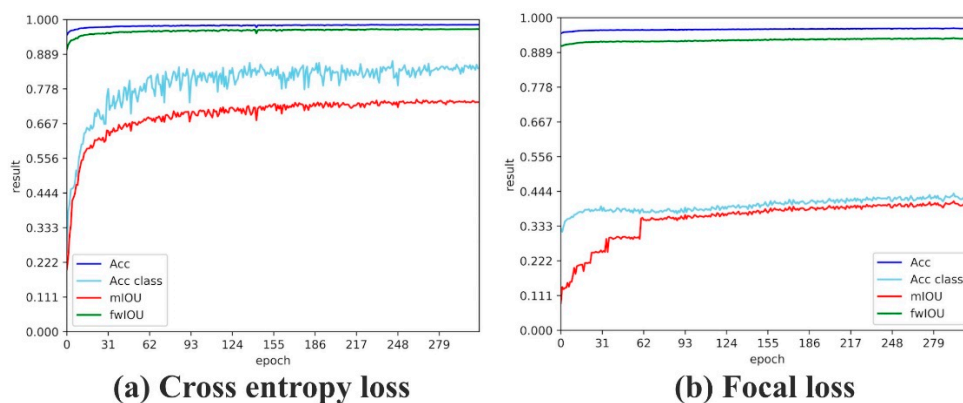 1.000
0.889
0.778
0.667
0.556
0.444
0.333
0.222
0.111
0.000
result
Acc
Acc class
mIOU
fwIOU
0 31 62 93 124 155 186 217 248 279
epoch
(a) Cross entropy loss
1.000
0.889
0.778
0.667
0.556
0.444
0.333
0.222
0.111
0.000
result
Acc
Acc class
mIOU
fwIOU
0 31 62 93 124 155 186 217 248 279
epoch
(b) Focal loss